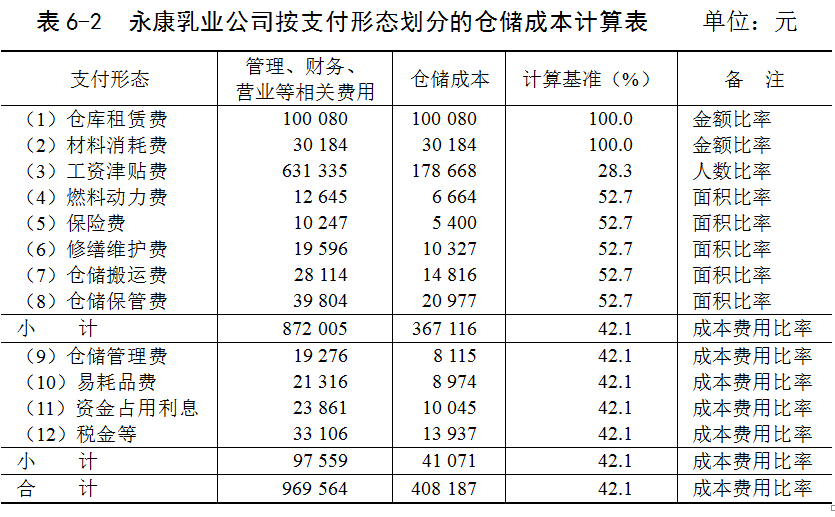 表 6-2 永康乳业公司按支付形态划分的仓储成本计算表 单位：元
支付形态 管理、财务、营业等相关费用 仓储成本 计算基准（%） 备 注
（1）仓库租赁费 100 080 100 080 100.0 金额比率
（2）材料消耗费 30 184 30 184 100.0 金额比率
（3）工资津贴费 631 335 178 668 28.3 人数比率
（4）燃料动力费 12 645 6 664 52.7 面积比率
（5）保险费 10 247 5 400 52.7 面积比率
（6）修缮维护费 19 596 10 327 52.7 面积比率
（7）仓储搬运费 28 114 14 816 52.7 面积比率
（8）仓储保管费 39 804 20 977 52.7 面积比率
小 计 872 005 367 116 42.1 成本费用比率
（9）仓储管理费 19 276 8 115 42.1 成本费用比率
（10）易耗品费 21 316 8 974 42.1 成本费用比率
（11）资金占用利息 23 861 10 045 42.1 成本费用比率
（12）税金等 33 106 13 937 42.1 成本费用比率
小 计 97 559 41 071 42.1 成本费用比率
合 计 969 564 408 187 42.1 成本费用比率